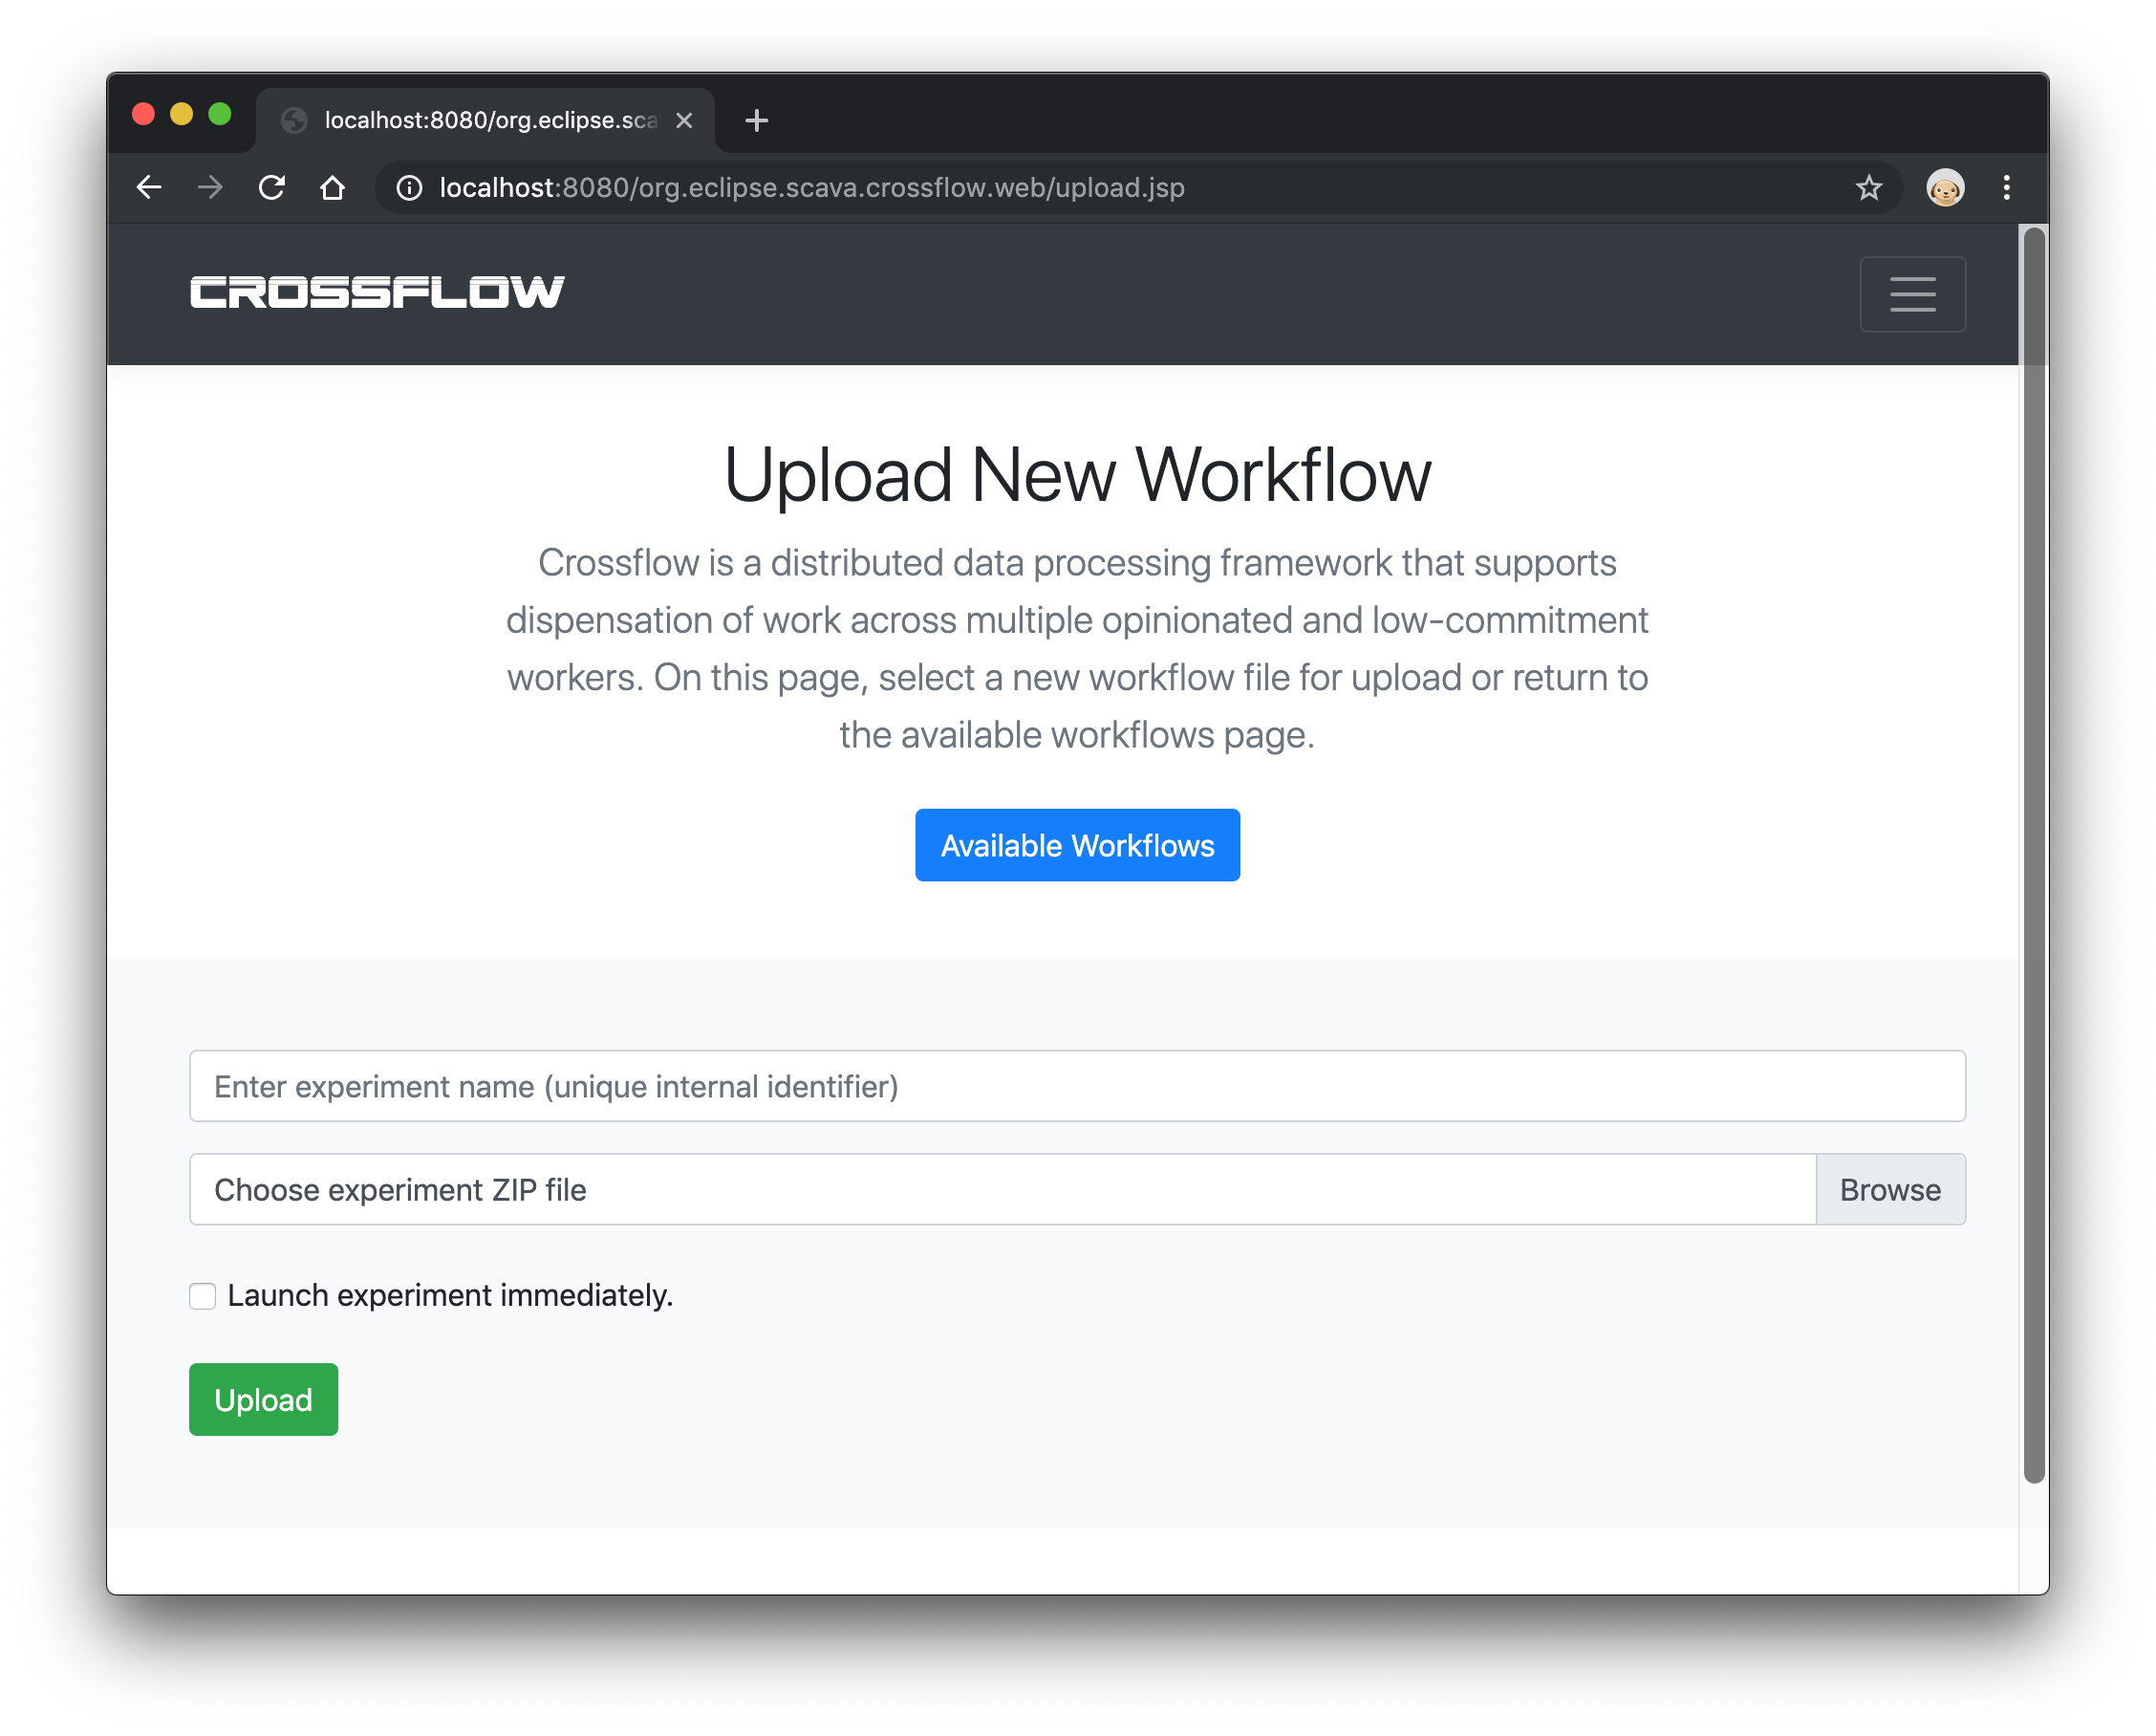 localhost:8080/org.eclipse.sca
localhost:8080/org.eclipse.scava.crossflow.web/upload.jsp
CROSSFLOW
Upload New Workflow
Crossflow is a distributed data processing framework that supports
dispensation of work across multiple opinionated and low-commitment
workers. On this page, select a new workflow file for upload or return to
the available workflows page.
Available Workflows
Enter experiment name (unique internal identifier)
Choose experiment ZIP file
Browse
Launch experiment immediately.
Upload